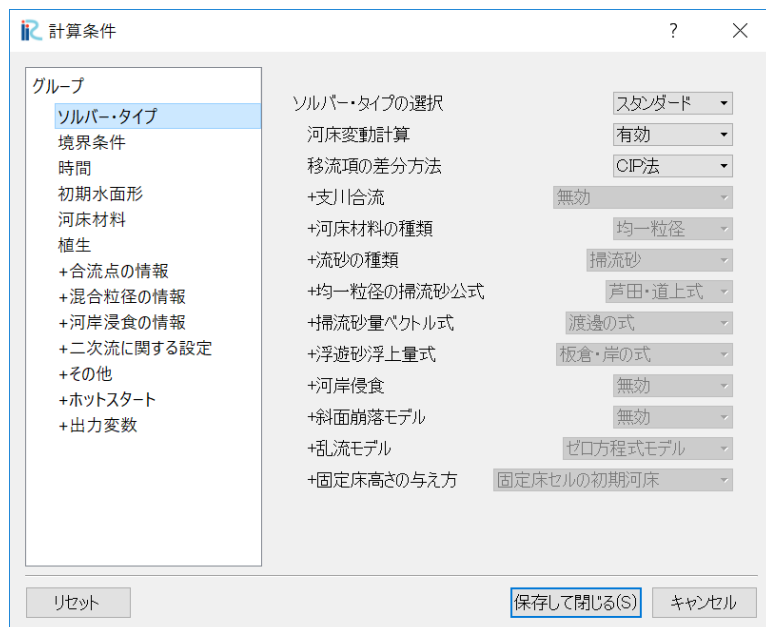 iRC 計算条件
グループ
ソルバー・タイプ
境界条件
時間
初期水面形
河床材料
植生
+合流点の情報
+混合粒径の情報
+河岸浸食の情報
+二次流に関する設定
+その他
+ホットスタート
+出力変数
ソルバー・タイプの選択 スタンダード
河床変動計算 有効
移流項の差分方法 CIP法
+支川合流 無効
+河床材料の種類 均一粒径
+流砂の種類 掃流砂
+均一粒径の掃流砂公式 芦田・道上式
+掃流砂量ベクトル式 渡邊の式
+浮遊砂浮上量式 板倉・岸の式
+河岸侵食 無効
+斜面崩落モデル 無効
+乱流モデル ゼロ方程式モデル
+固定床高さの与え方 固定床セルの初期河床
リセット 保存して閉じる(S) キャンセル